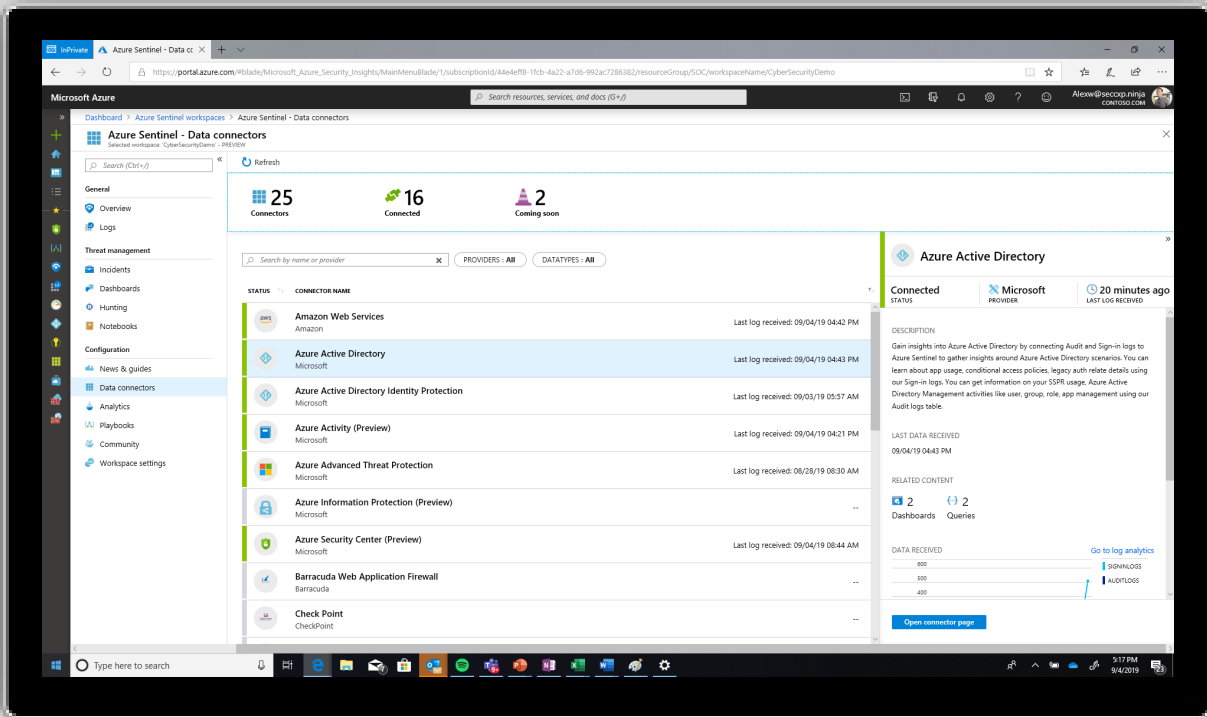 InPrivate
Azure Sentinel - Data cc
https://portal.azure.com/#blade/Microsoft_Azure_Security_Insights/MainMenuBlade/1/subscriptionId/44e4eff8-1fcb-4a22-a7d6-992ac7286382/resourceGroup/SOC/workspaceName/CyberSecurityDemo
Microsoft Azure
Search resources, services, and docs (G+/)
Alexw@seccxp.ninja
CONTOSO.COM
Dashboard > Azure Sentinel workspaces > Azure Sentinel - Data connectors
Azure Sentinel - Data connectors
Selected workspace: 'CyberSecurityDemo' - PREVIEW
Search (Ctrl+/)
Refresh
General
Overview
Logs
Threat management
Incidents
Dashboards
Hunting
Notebooks
Configuration
News & guides
Data connectors
Analytics
Playbooks
Community
Workspace settings
25
Connectors
16
Connected
2
Coming soon
Search by name or provider
PROVIDERS : All
DATATYPES : All
STATUS
CONNECTOR NAME
aws
Amazon Web Services
Amazon
Last log received: 09/04/19 04:42 PM
Azure Active Directory
Microsoft
Last log received: 09/04/19 04:43 PM
Azure Active Directory Identity Protection
Microsoft
Last log received: 09/03/19 05:57 AM
Azure Activity (Preview)
Microsoft
Last log received: 09/04/19 04:21 PM
Azure Advanced Threat Protection
Microsoft
Last log received: 08/28/19 08:30 AM
Azure Information Protection (Preview)
Microsoft
--
Azure Security Center (Preview)
Microsoft
Last log received: 09/04/19 08:44 AM
Barracuda Web Application Firewall
Barracuda
--
Check Point
CheckPoint
--
Azure Active Directory
Connected
STATUS
Microsoft
PROVIDER
20 minutes ago
LAST LOG RECEIVED
DESCRIPTION
Gain insights into Azure Active Directory by connecting Audit and Sign-in logs to
Azure Sentinel to gather insights around Azure Active Directory scenarios. You can
learn about app usage, conditional access policies, legacy auth relate details using
our Sign-in logs. You can get information on your SSPR usage, Azure Active
Directory Management activities like user, group, role, app management using our
Audit logs table.
LAST DATA RECEIVED
09/04/19 04:43 PM
RELATED CONTENT
2
Dashboards
2
Queries
DATA RECEIVED
Go to log analytics
600
500
400
SIGNINLOGS
AUDITLOGS
Open connector page
Type here to search
5:17 PM
9/4/2019
23